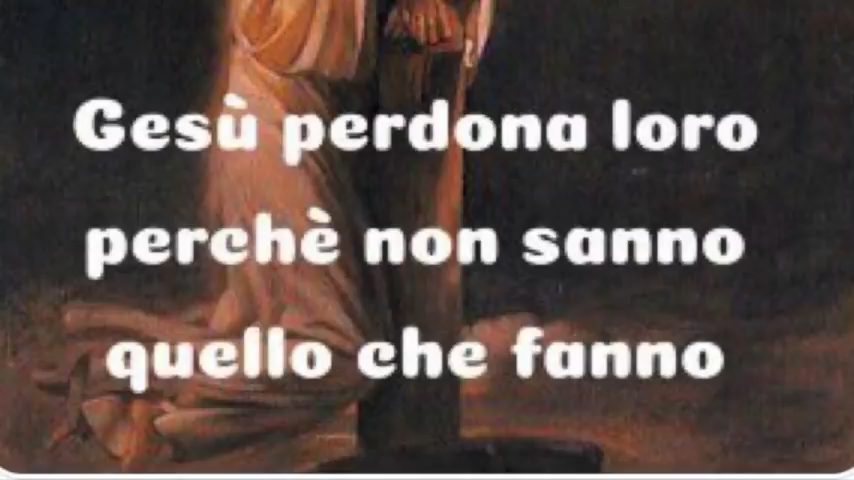 Gesù perdona loro
perchè non sanno
quello che fanno